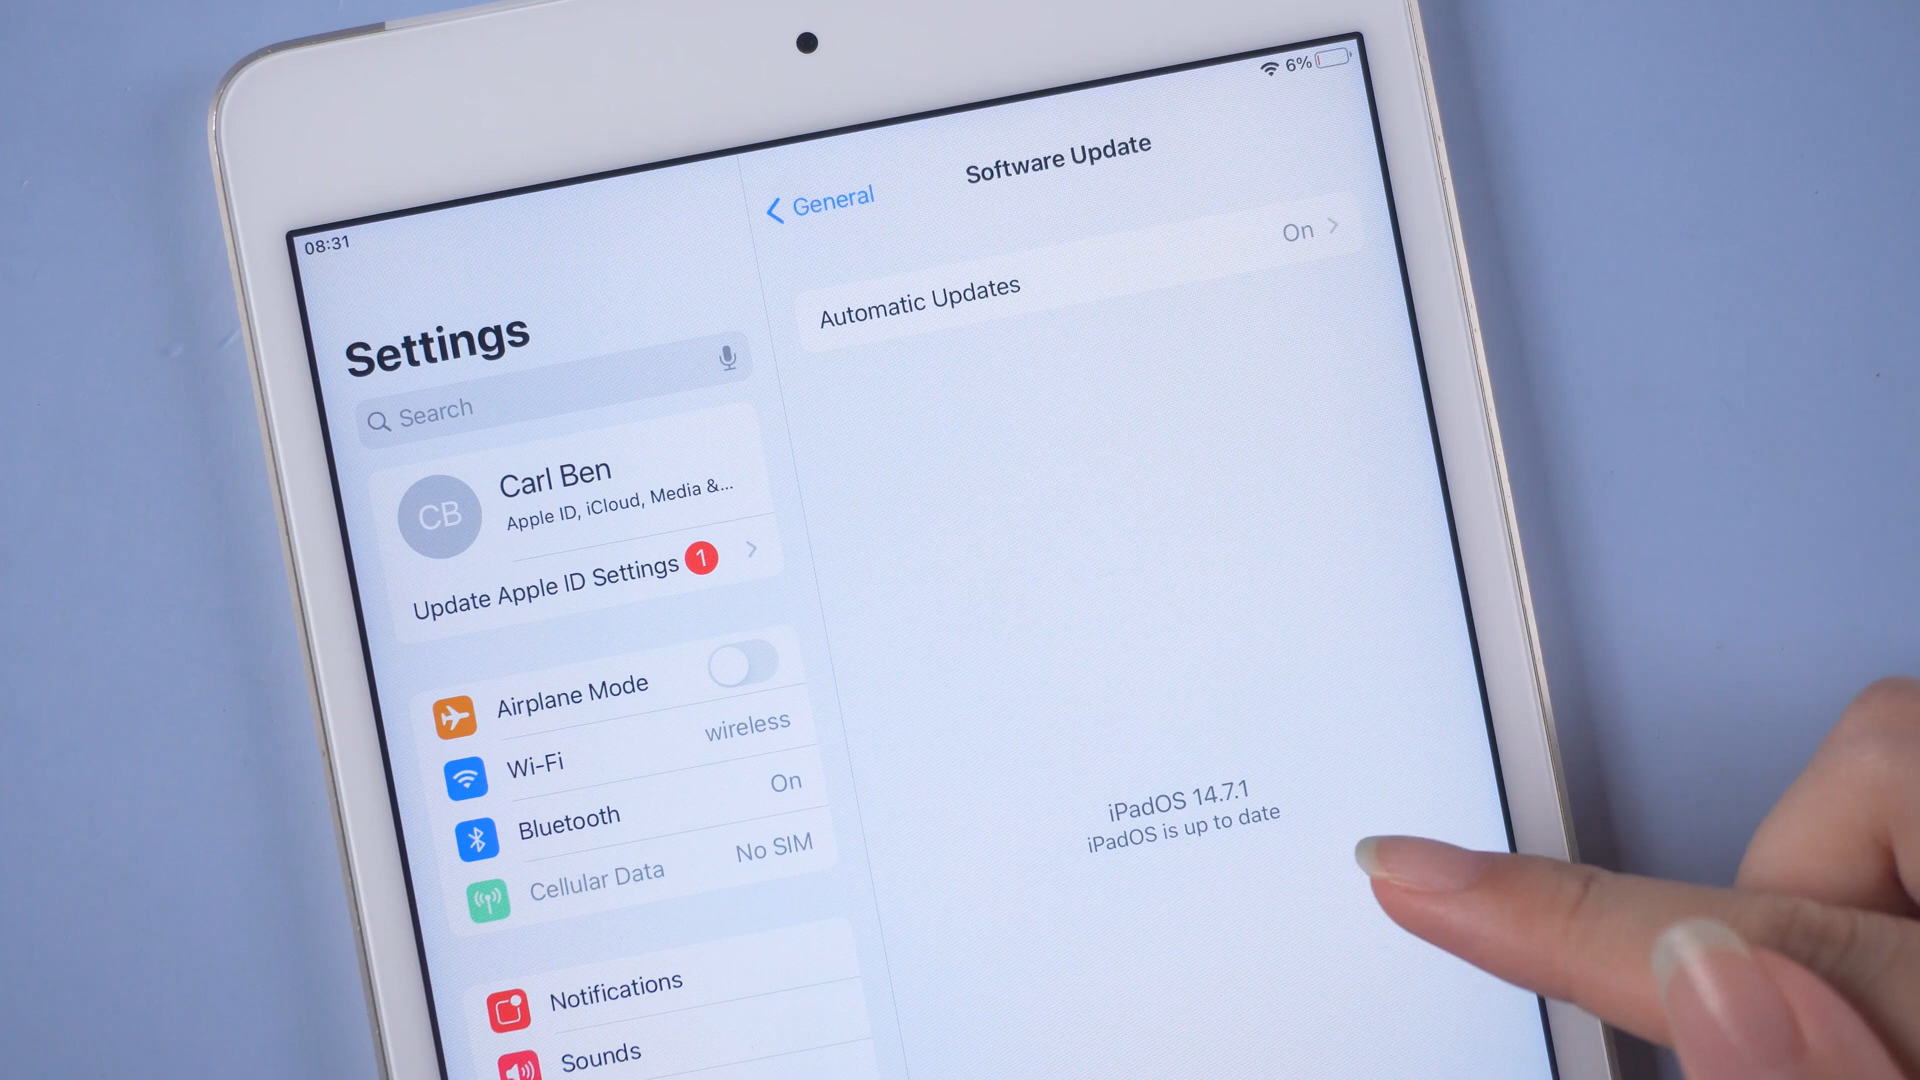 08:31
6%
Settings
Search
CB
Carl Ben
Apple ID, iCloud, Media &...
Update Apple ID Settings 1
Airplane Mode
Wi-Fi wireless
Bluetooth On
Cellular Data No SIM
Notifications
Sounds
General
Software Update
Automatic Updates On
iPadOS 14.7.1
iPadOS is up to date